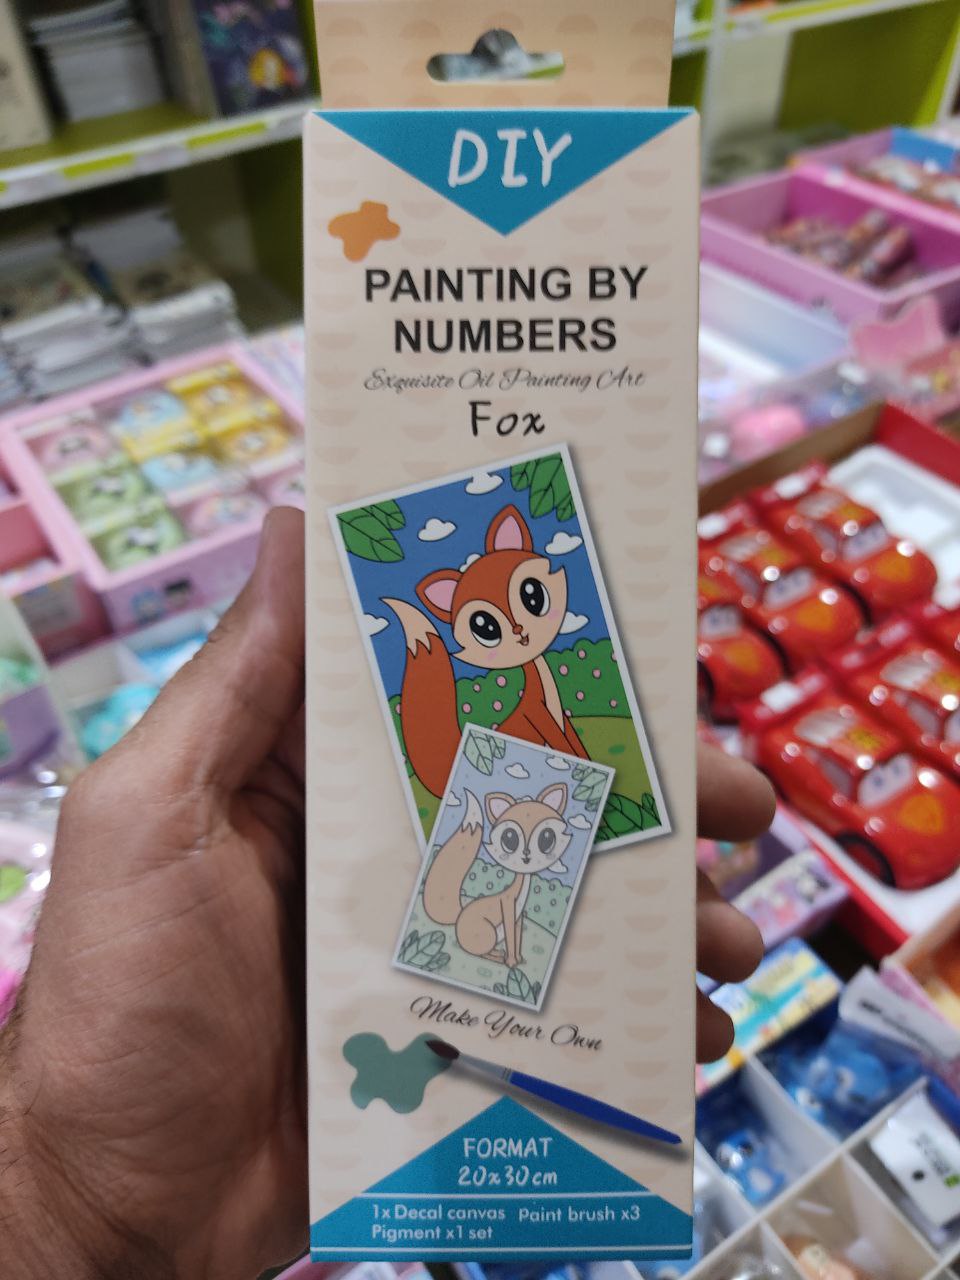 DIY
PAINTING BY
NUMBERS
Exquisite Oil Painting Art
Fox
Make Your Own
FORMAT
20x30cm
1x Decal canvas Paint brush x3
Pigment x1 set